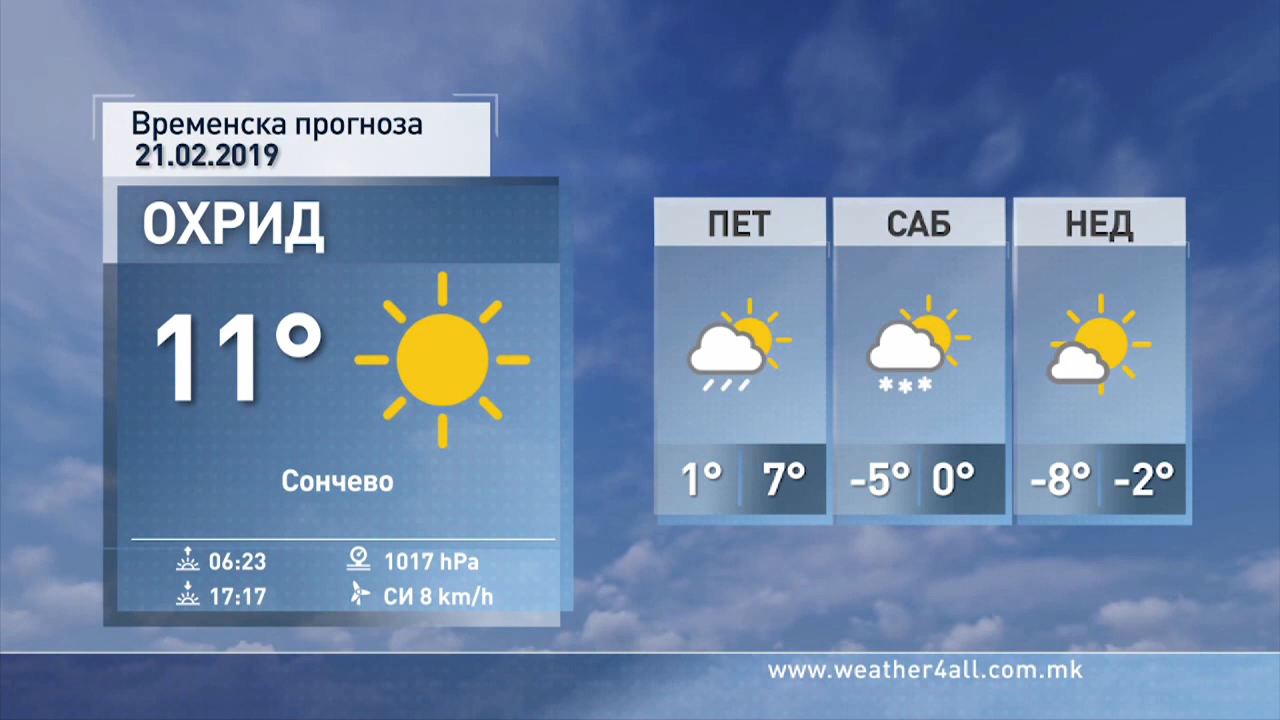 Временска прогноза
21.02.2019
ОХРИД
11°
Сончево
06:23
1017 hPa
17:17
СИ 8 km/h
ПЕТ
САБ
НЕД
1° 7°
-5° 0°
-8° -2°
www.weather4all.com.mk